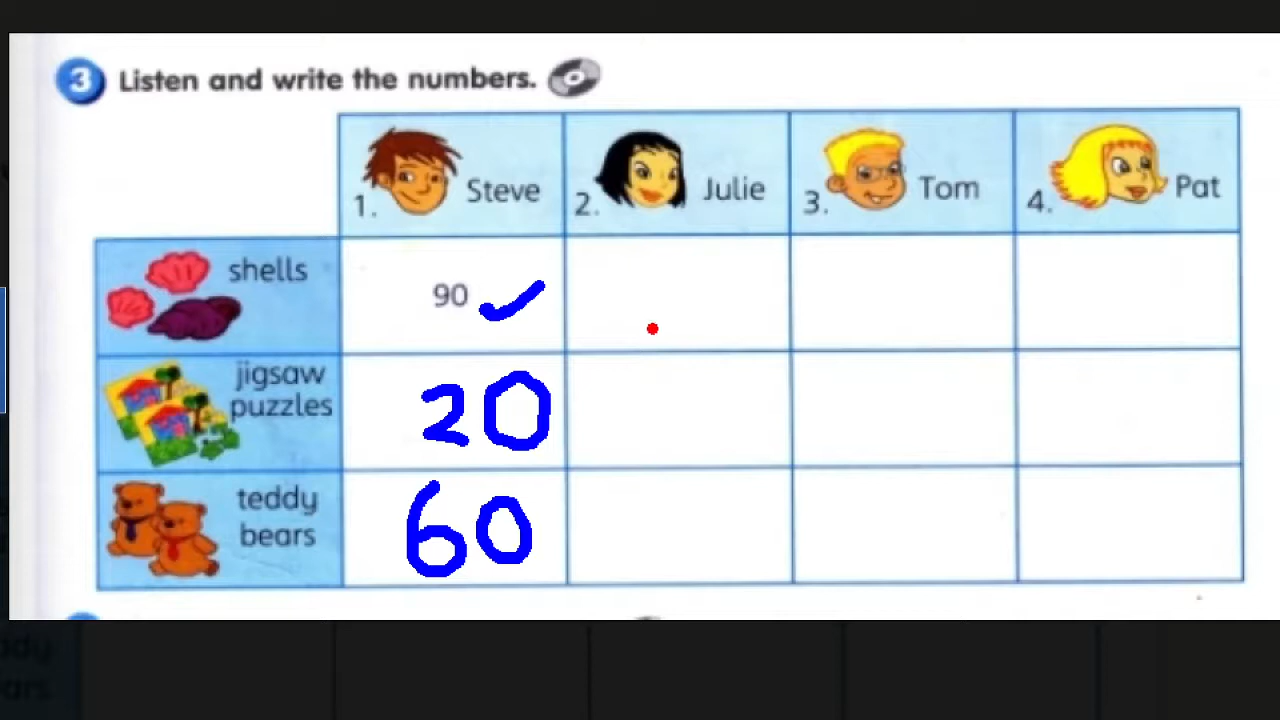 3 Listen and write the numbers.
1. Steve 2. Julie 3. Tom 4. Pat
shells 90
jigsaw
puzzles 20
teddy
bears 60